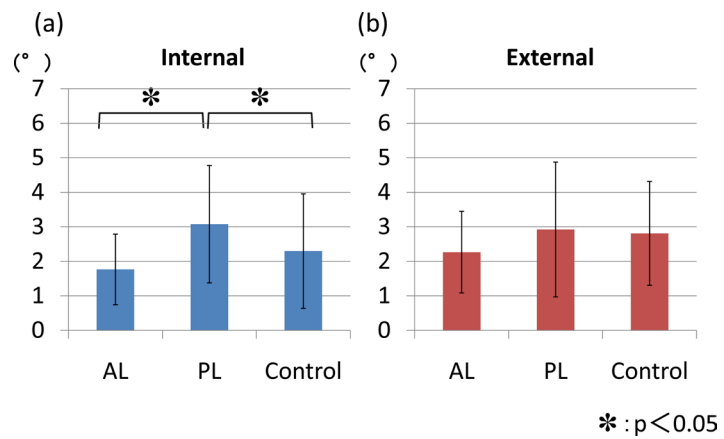 (a)
(b)
(°)
Internal
(°)
External
7
6
5
4
3
2
1
0
*
*
AL
PL
Control
7
6
5
4
3
2
1
0
AL
PL
Control
*:p<0.05